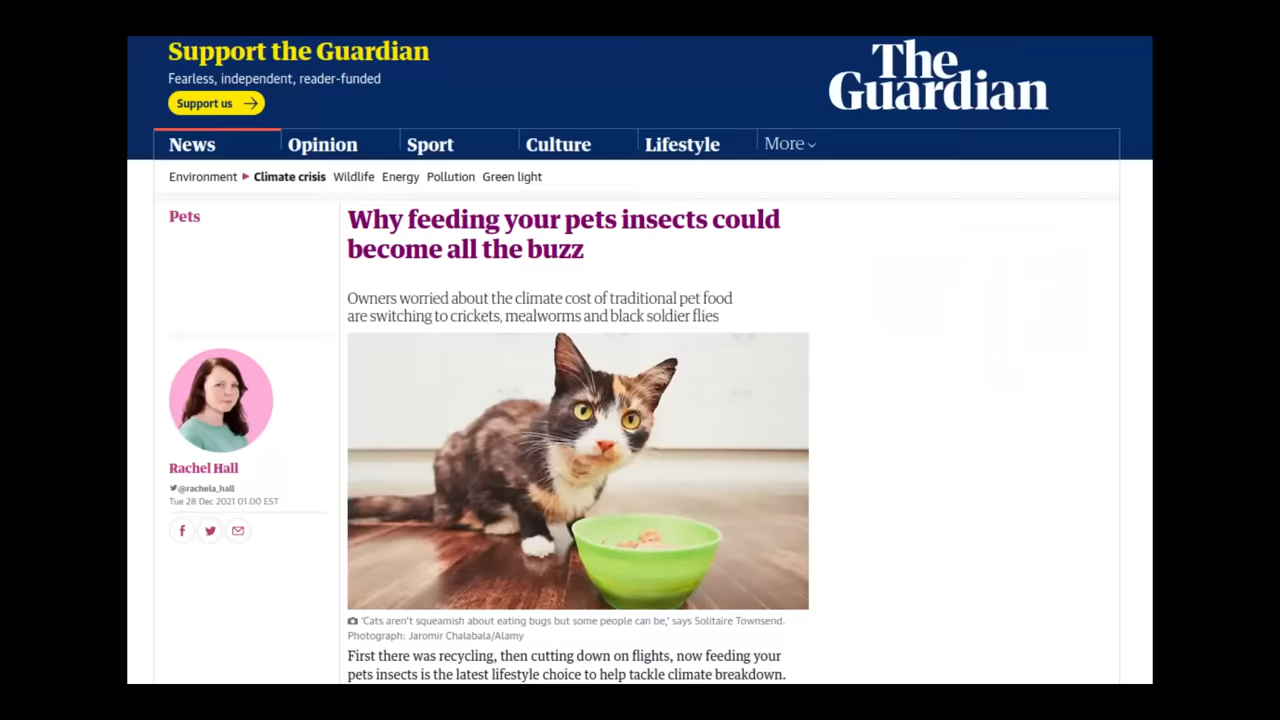 Support the Guardian
Fearless, independent, reader-funded
Support us
The
Guardian
News
Opinion
Sport
Culture
Lifestyle
More
Environment
Climate crisis
Wildlife
Energy
Pollution
Green light
Pets
Why feeding your pets insects could
become all the buzz
Owners worried about the climate cost of traditional pet food
are switching to crickets, mealworms and black soldier flies
Rachel Hall
@rachela_hall
Tue 28 Dec 2021 01.00 EST
'Cats aren't squeamish about eating bugs but some people can be,' says Solitaire Townsend.
Photograph: Jaromir Chalabala/Alamy
First there was recycling, then cutting down on flights, now feeding your
pets insects is the latest lifestyle choice to help tackle climate breakdown.